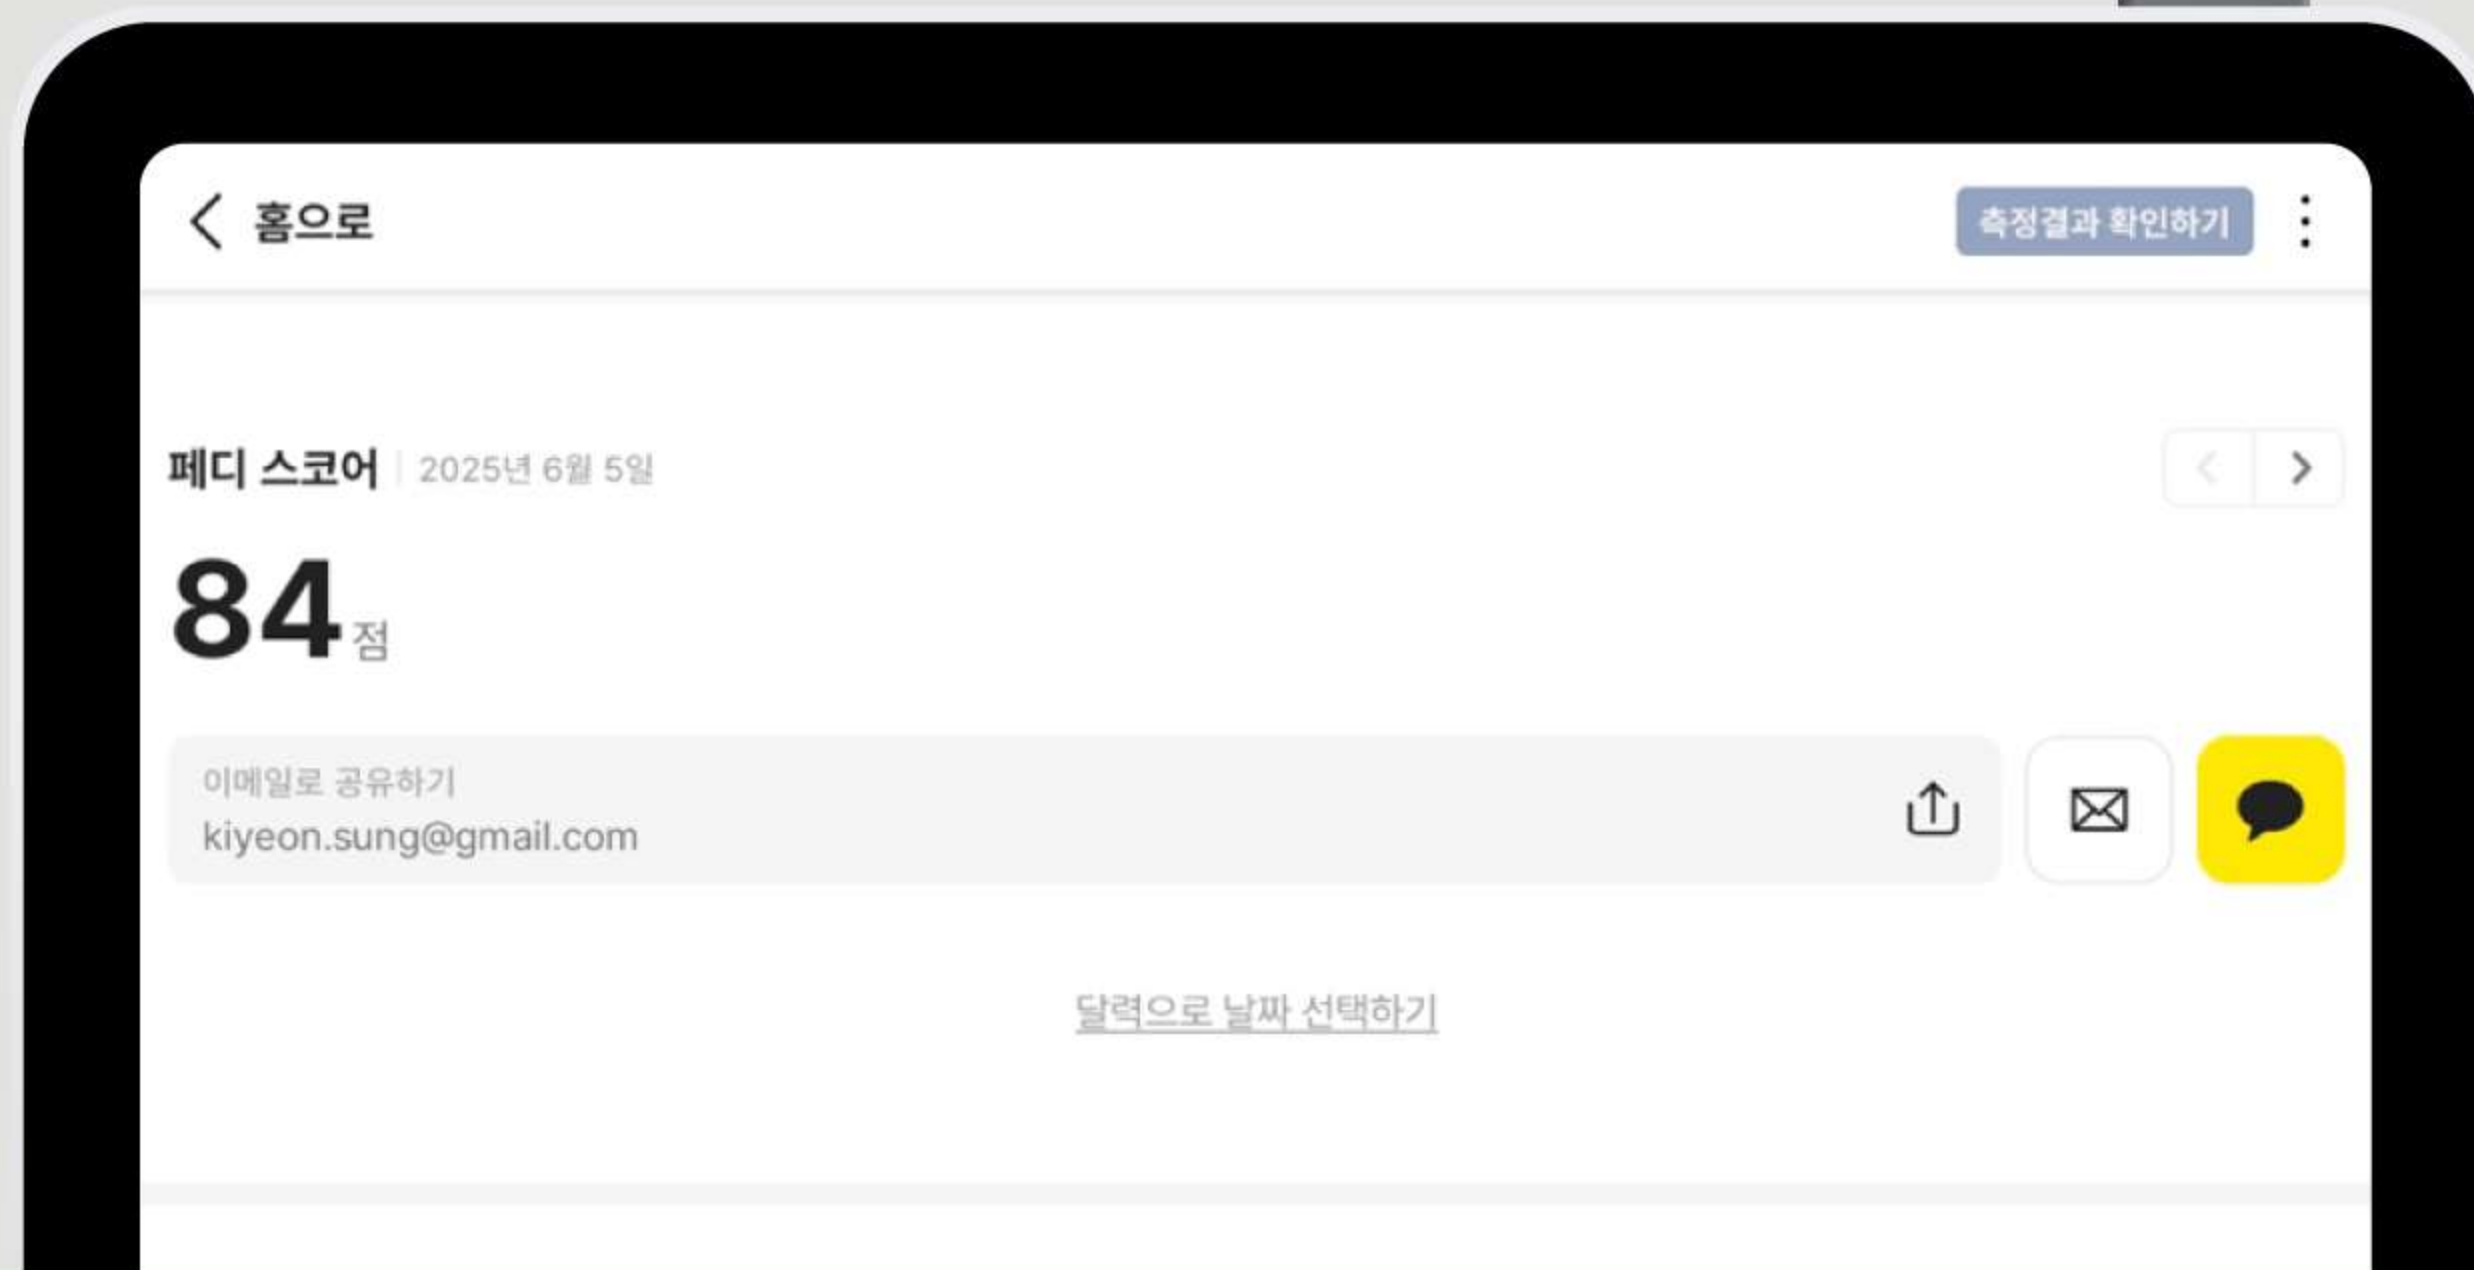 홈으로
측정결과 확인하기
페디 스코어 2025년 6월 5일
84점
이메일로 공유하기
kiyeon.sung@gmail.com
달력으로 날짜 선택하기